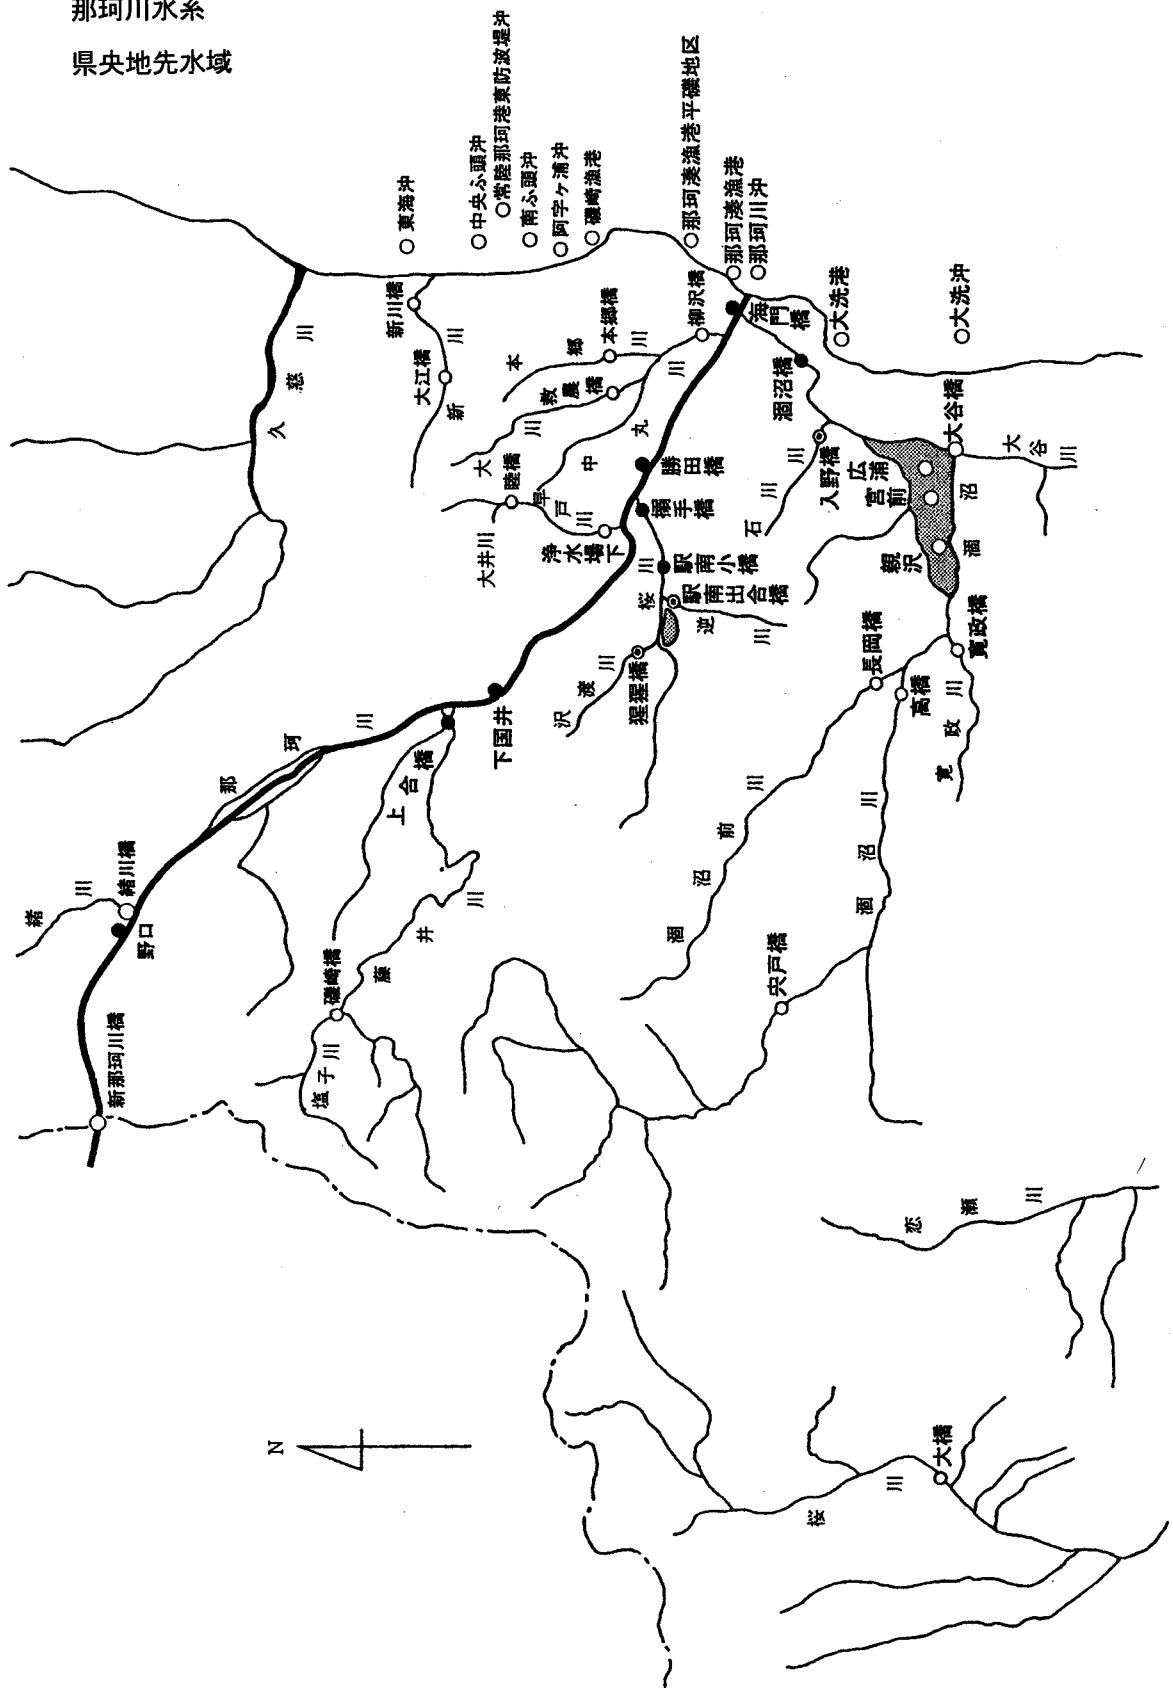 那珂川水系
県央地先水域
東海沖
中央ふ頭沖
常陸那珂港東防波堤沖
南ふ頭沖
阿字ヶ浦沖
磯崎漁港
那珂湊漁港平磯地区
那珂湊漁港
那珂川沖
大洗港
大洗沖
久慈川
新川橋
大江橋
新川
本郷橋
本郷川
救農橋
大川
柳沢橋
中丸川
海門橋
涸沼橋
勝田橋
搦手橋
睦橋
早戸川
大井川
浄水場下
駅南小橋
桜川
駅南出合橋
逆川
沢渡川
猩猩橋
石川川
入野橋
広浦
宮前
親沢
涸沼
大谷橋
大谷川
寛政橋
寛政川
長岡橋
高橋
涸沼前川
涸沼川
宍戸橋
下国井
那珂川
上合橋
藤井川
緒川
緒川橋
野口
新那珂川橋
磯崎橋
塩子川
恋瀬川
N
大橋
桜川